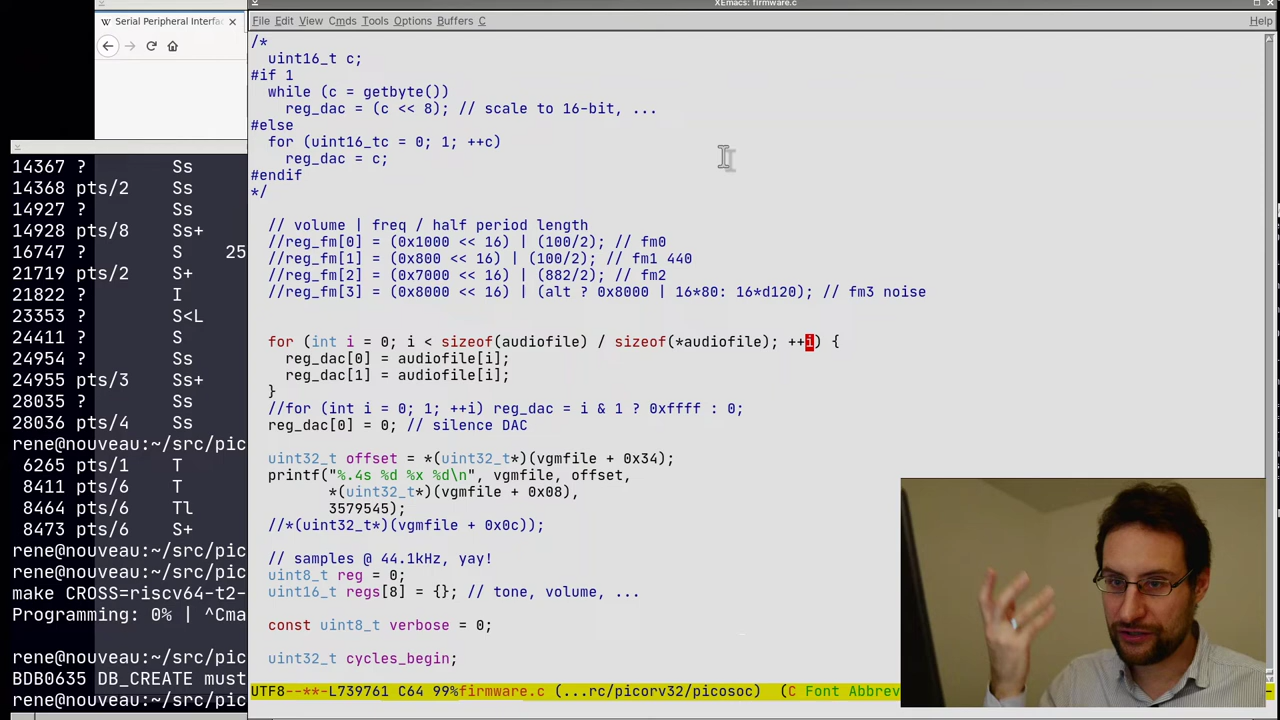 XEmacs: firmware.c
W Serial Peripheral Interfa
File Edit View Cmds Tools Options Buffers C Help
/*
uint16_t c;
#if 1
while (c = getbyte())
reg_dac = (c << 8); // scale to 16-bit, ...
#else
for (uint16_tc = 0; 1; ++c)
reg_dac = c;
#endif
*/
// volume | freq / half period length
//reg_fm[0] = (0x1000 << 16) | (100/2); // fm0
//reg_fm[1] = (0x800 << 16) | (100/2); // fm1 440
//reg_fm[2] = (0x7000 << 16) | (882/2); // fm2
//reg_fm[3] = (0x8000 << 16) | (alt ? 0x8000 | 16*80: 16*d120); // fm3 noise
for (int i = 0; i < sizeof(audiofile) / sizeof(*audiofile); ++i) {
reg_dac[0] = audiofile[i];
reg_dac[1] = audiofile[i];
}
//for (int i = 0; 1; ++i) reg_dac = i & 1 ? 0xffff : 0;
reg_dac[0] = 0; // silence DAC
uint32_t offset = *(uint32_t*)(vgmfile + 0x34);
printf("%.4s %d %x %d\n", vgmfile, offset,
*(uint32_t*)(vgmfile + 0x08),
3579545);
//*(uint32_t*)(vgmfile + 0x0c));
// samples @ 44.1kHz, yay!
uint8_t reg = 0;
uint16_t regs[8] = {}; // tone, volume, ...
const uint8_t verbose = 0;
uint32_t cycles_begin;
UTF8--**-L739761 C64 99%firmware.c (...rc/picorv32/picosoc) (C Font Abbrev
14367 ? Ss
14368 pts/2 Ss
14927 ? Ss
14928 pts/8 Ss+
16747 ? S 25
21719 pts/2 S+
21822 ? I
23353 ? S<L
24411 ? S
24954 ? Ss
24955 pts/3 Ss+
28035 ? Ss
28036 pts/4 Ss
rene@nouveau:~/src/pic
6265 pts/1 T
8411 pts/6 T
8464 pts/6 Tl
8473 pts/6 S+
rene@nouveau:~/src/pic
rene@nouveau:~/src/pic
make CROSS=riscv64-t2-
Programming: 0% | ^Cma
rene@nouveau:~/src/pic
BDB0635 DB_CREATE must
rene@nouveau:~/src/pic